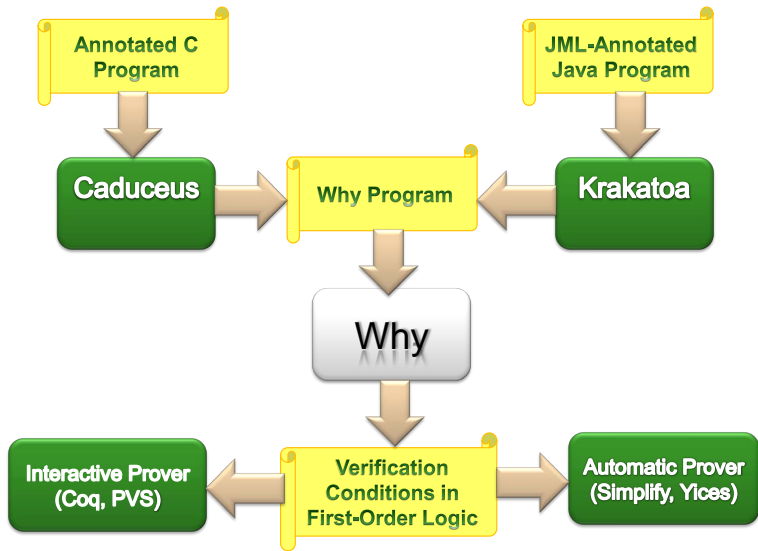 Annotated C
Program
JML-Annotated
Java Program
Caduceus
Why Program
Krakatoa
Why
Interactive Prover
(Coq, PVS)
Verification
Conditions in
First-Order Logic
Automatic Prover
(Simplify, Yices)